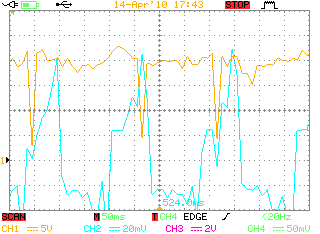 14-Apr'10 17:43 STOP
1
524.0ms
SCAN M 50ms T CH4 EDGE <20Hz
CH1 5V CH2 20mV CH3 2V CH4 50mV